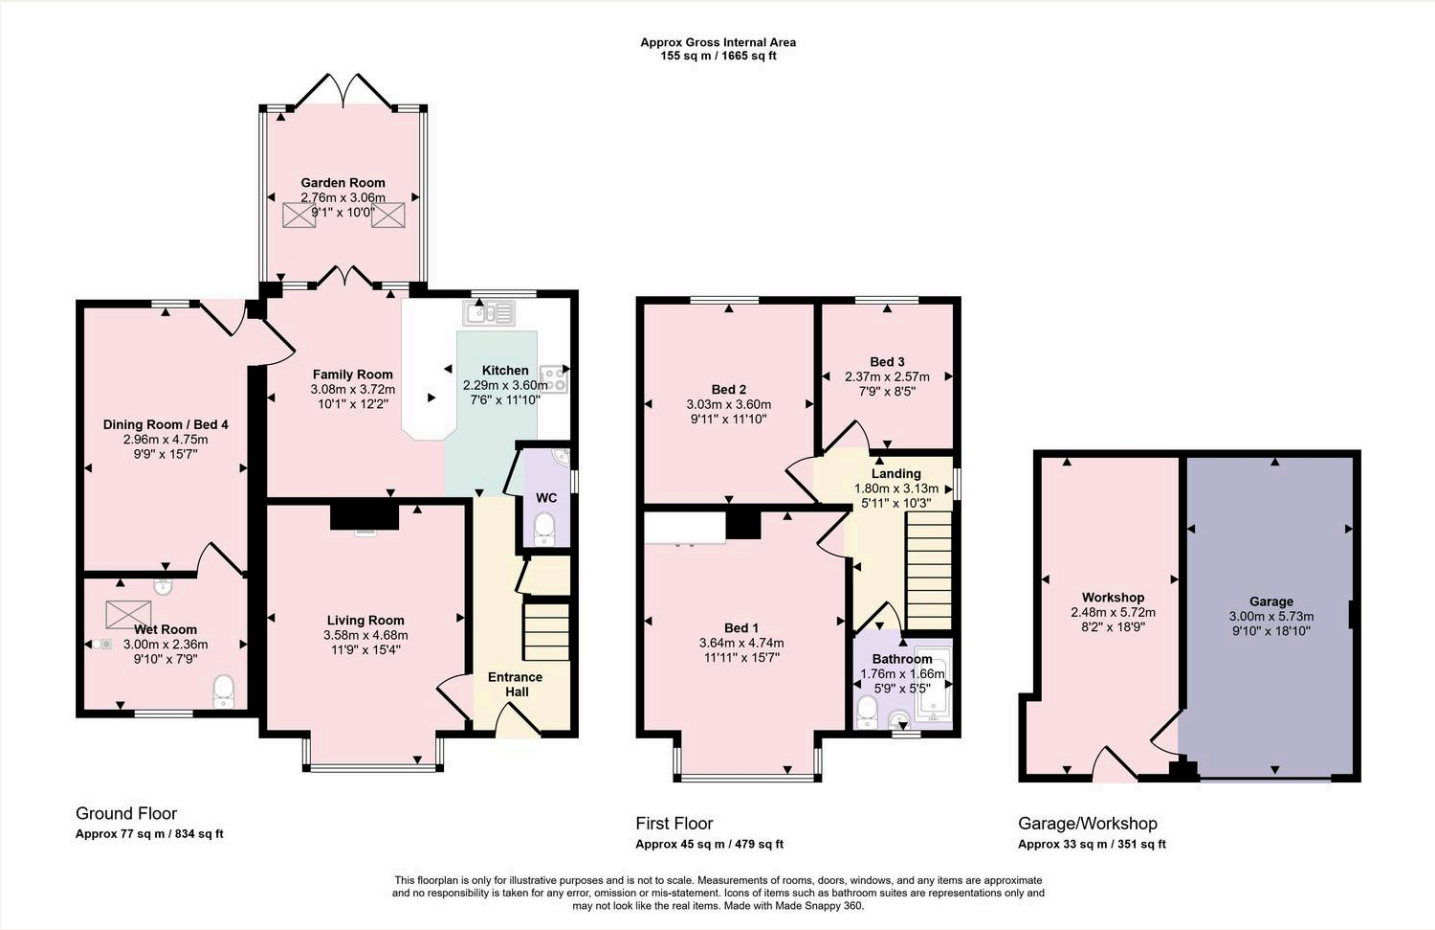 Approx Gross Internal Area
155 sq m / 1665 sq ft
Garden Room
2.76m x 3.06m
9'1" x 10'0"
Family Room
3.08m x 3.72m
10'1" x 12'2"
Kitchen
2.29m x 3.60m
7'6" x 11'10"
Dining Room / Bed 4
2.96m x 4.75m
9'9" x 15'7"
WC
Wet Room
3.00m x 2.36m
9'10" x 7'9"
Living Room
3.58m x 4.68m
11'9" x 15'4"
Entrance
Hall
Ground Floor
Approx 77 sq m / 834 sq ft
Bed 2
3.03m x 3.60m
9'11" x 11'10"
Bed 3
2.37m x 2.57m
7'9" x 8'5"
Landing
1.80m x 3.13m
5'11" x 10'3"
Bed 1
3.64m x 4.74m
11'11" x 15'7"
Bathroom
1.76m x 1.66m
5'9" x 5'5"
First Floor
Approx 45 sq m / 479 sq ft
Workshop
2.48m x 5.72m
8'2" x 18'9"
Garage
3.00m x 5.73m
9'10" x 18'10"
Garage/Workshop
Approx 33 sq m / 351 sq ft
This floorplan is only for illustrative purposes and is not to scale. Measurements of rooms, doors, windows, and any items are approximate
and no responsibility is taken for any error, omission or mis-statement. Icons of items such as bathroom suites are representations only and
may not look like the real items. Made with Made Snappy 360.